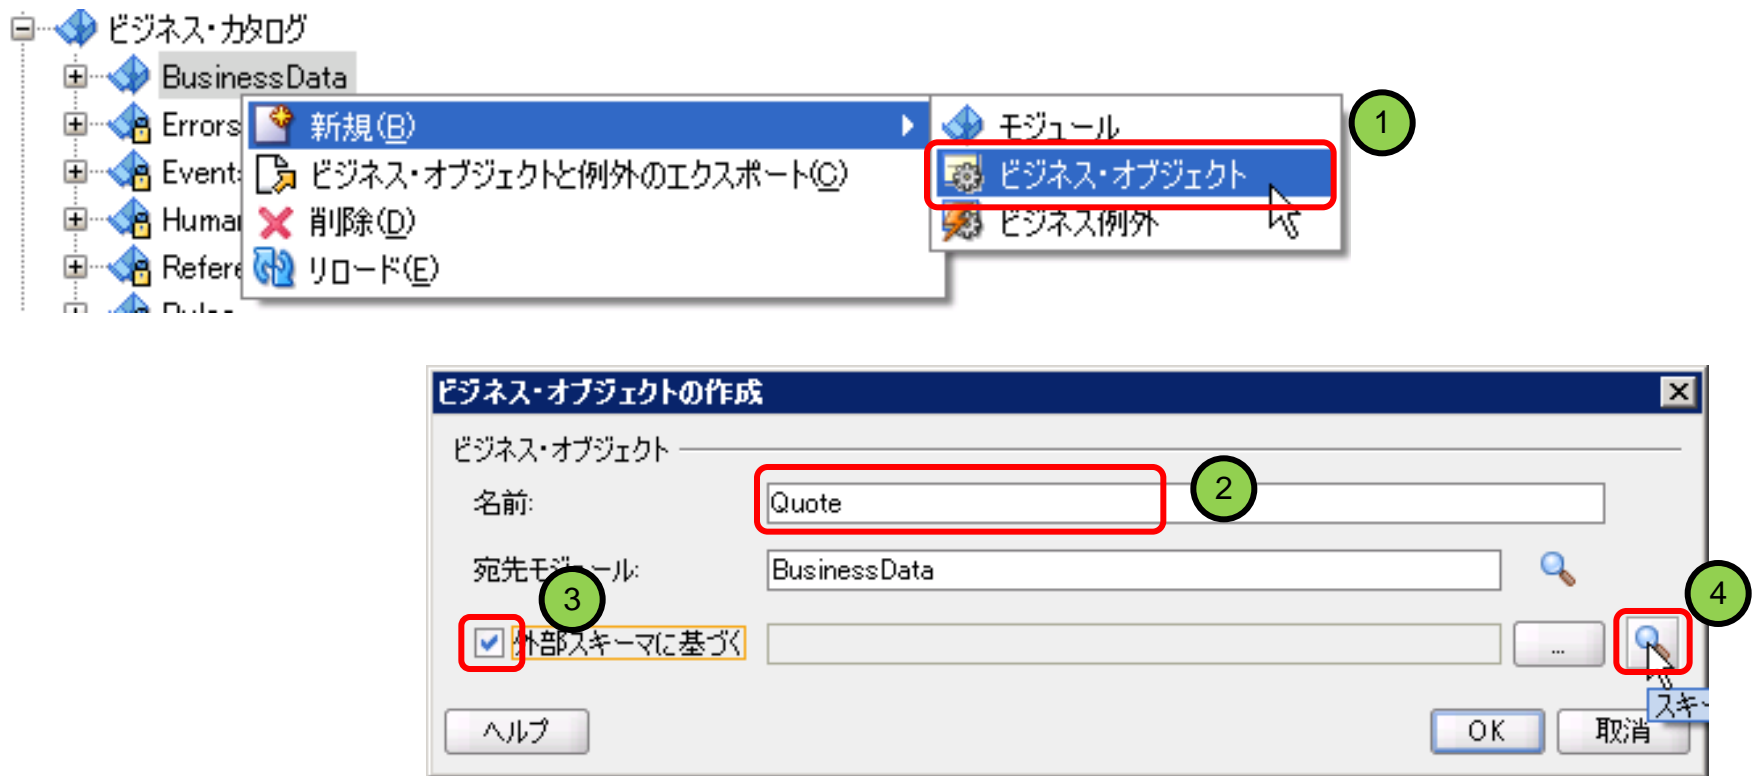 ビジネス・カタログ
BusinessData
Errors
新規(B)
モジュール
1
Event
ビジネス・オブジェクトと例外のエクスポート(C)
ビジネス・オブジェクト
Huma
削除(D)
ビジネス例外
Refere
リロード(E)
ビジネス・オブジェクトの作成
ビジネス・オブジェクト
名前:
Quote
2
宛先モジュール:
BusinessData
3
4
外部スキーマに基づく
...
スキー
ヘルプ
OK
取消